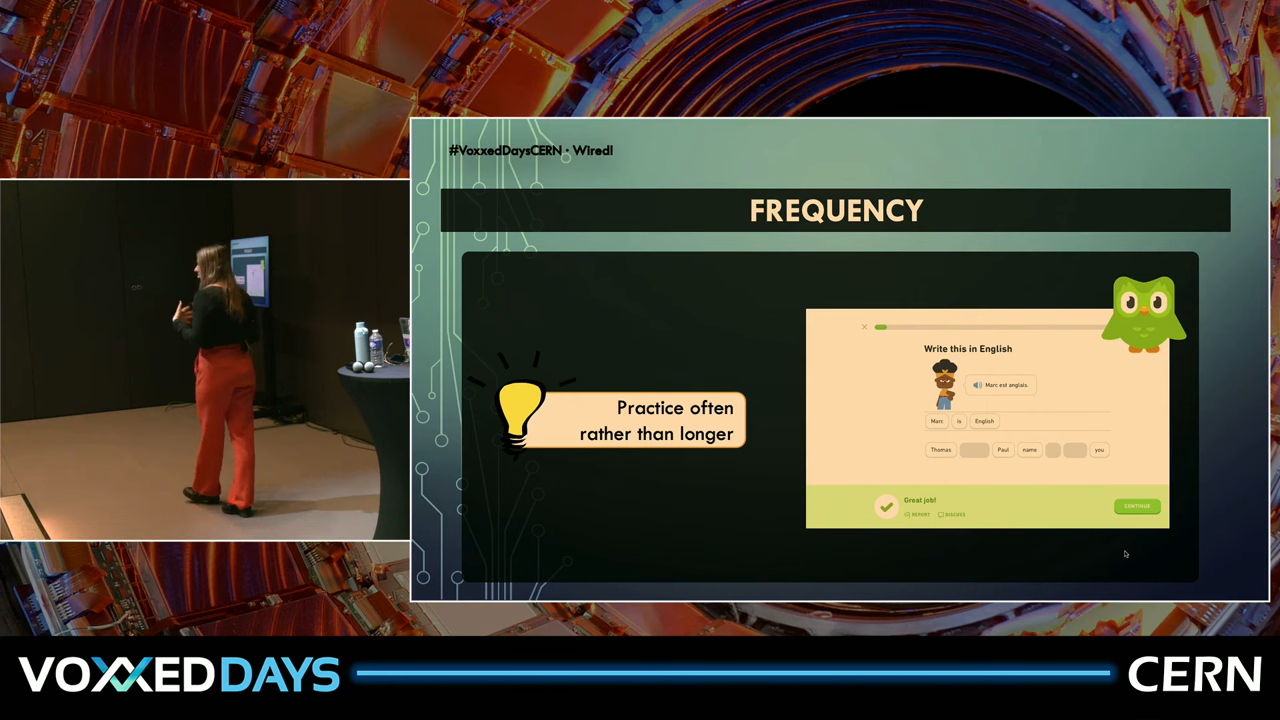 #VoxxedDaysCERN · Wired!
FREQUENCY
Practice often
rather than longer
Write this in English
Marc est anglais.
Marc is English
Thomas Paul name you
Great job!
REPORT DISCUSS
CONTINUE
VOXXEDDAYS
CERN